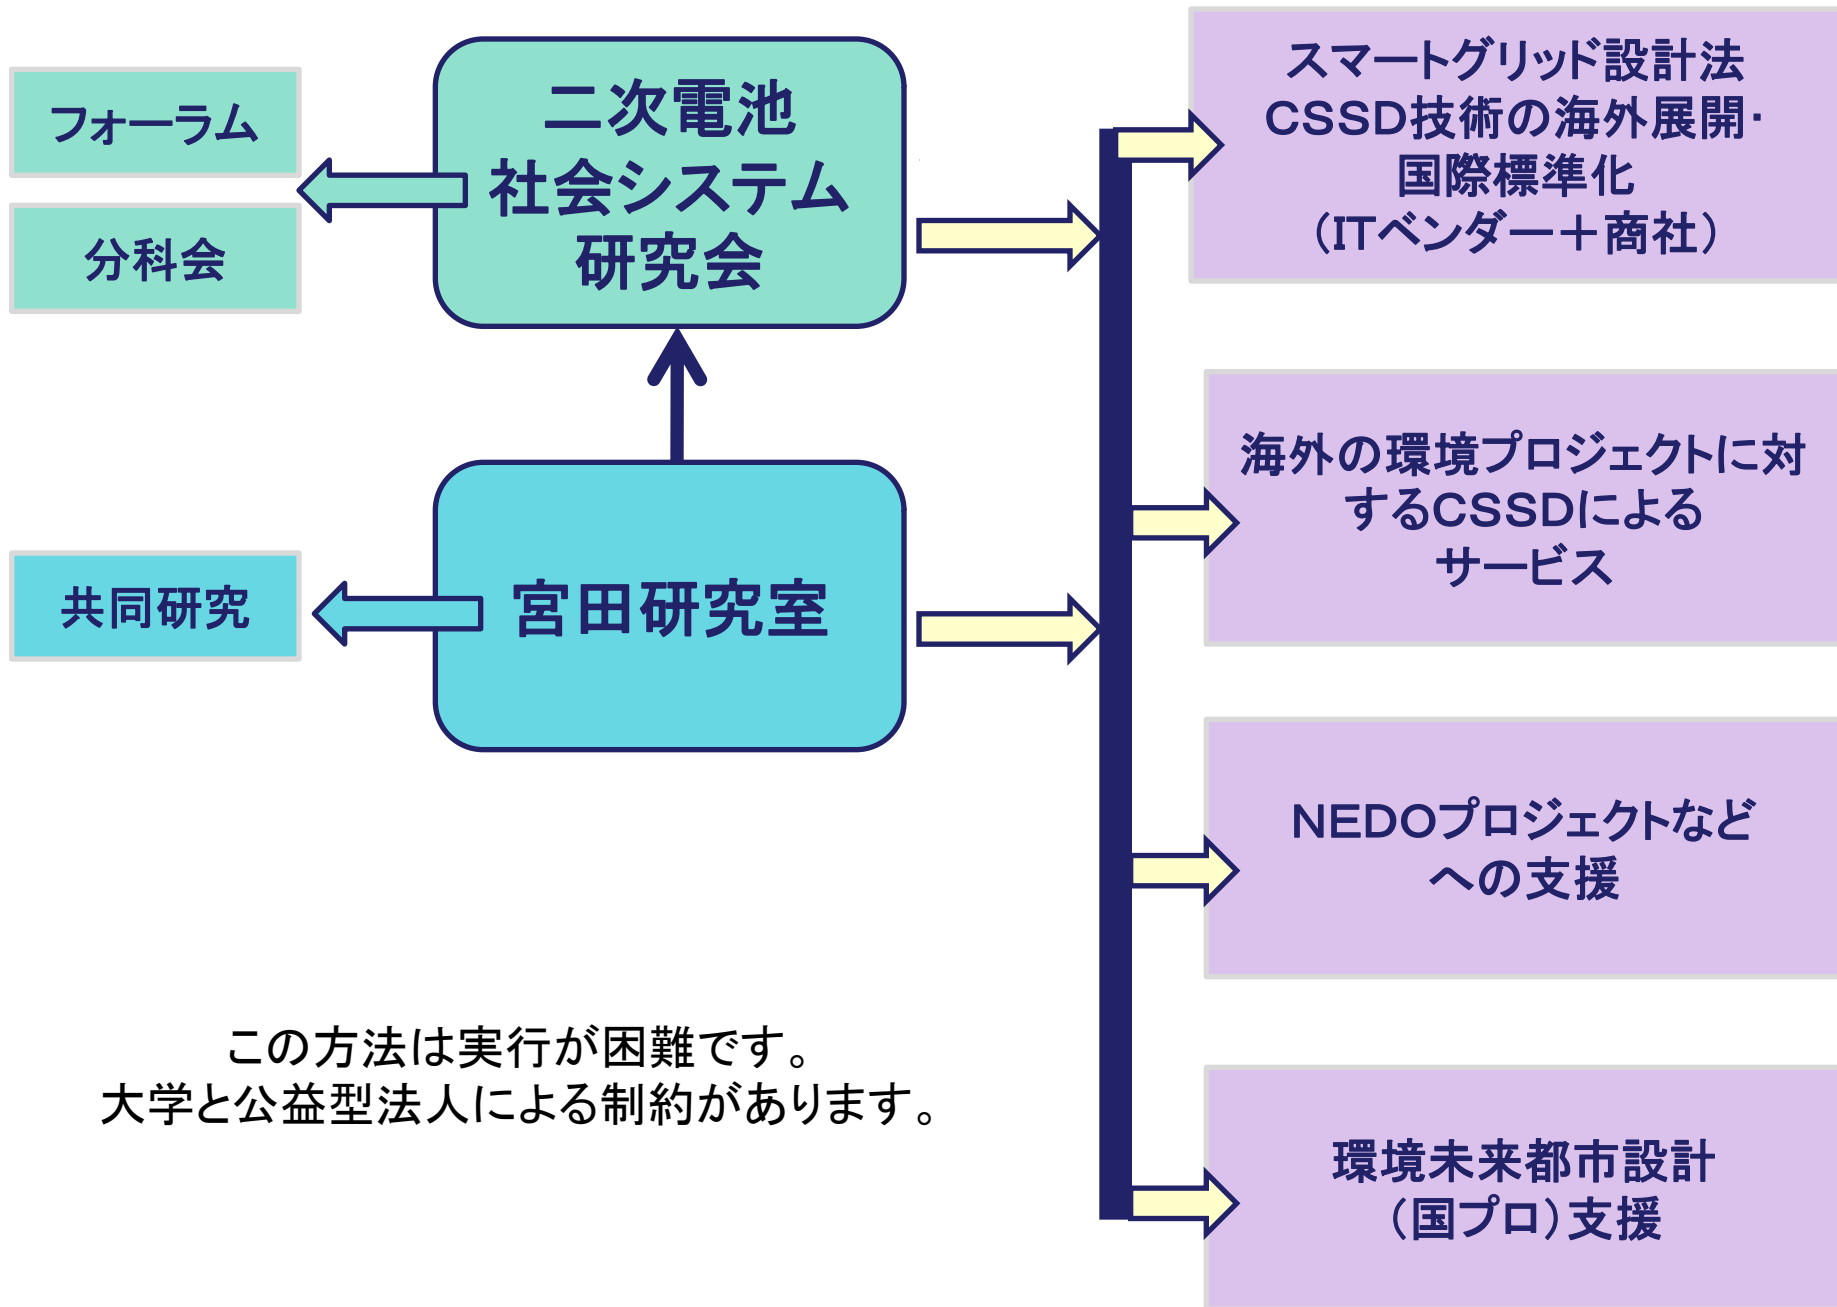 フォーラム
分科会
二次電池
社会システム
研究会
共同研究
宮田研究室
スマートグリッド設計法
CSSD技術の海外展開・
国際標準化
（ITベンダー＋商社）
海外の環境プロジェクトに対
するCSSDによる
サービス
NEDOプロジェクトなど
への支援
環境未来都市設計
（国プロ）支援
この方法は実行が困難です。
大学と公益型法人による制約があります。